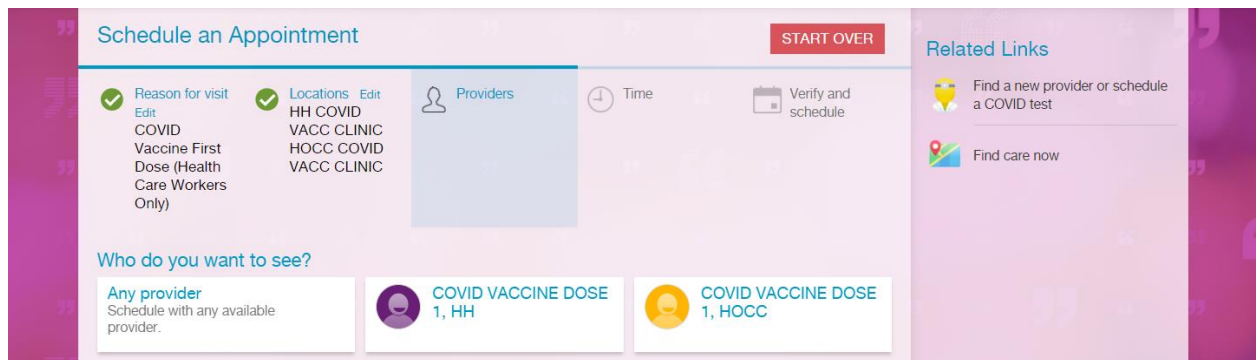 Schedule an Appointment
START OVER
Reason for visit
Edit
COVID
Vaccine First
Dose (Health
Care Workers
Only)
Locations Edit
HH COVID
VACC CLINIC
HOCC COVID
VACC CLINIC
Providers
Time
Verify and
schedule
Who do you want to see?
Any provider
Schedule with any available
provider.
COVID VACCINE DOSE
1, HH
COVID VACCINE DOSE
1, HOCC
Related Links
Find a new provider or schedule
a COVID test
Find care now